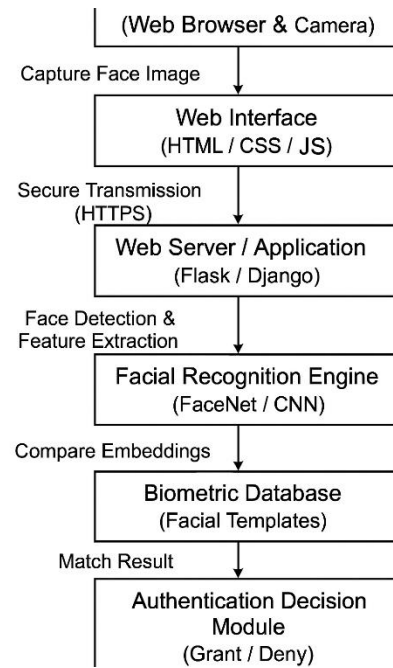 (Web Browser & Camera)
Capture Face Image
Web Interface
(HTML / CSS / JS)
Secure Transmission
(HTTPS)
Web Server / Application
(Flask / Django)
Face Detection &
Feature Extraction
Facial Recognition Engine
(FaceNet / CNN)
Compare Embeddings
Biometric Database
(Facial Templates)
Match Result
Authentication Decision
Module
(Grant / Deny)